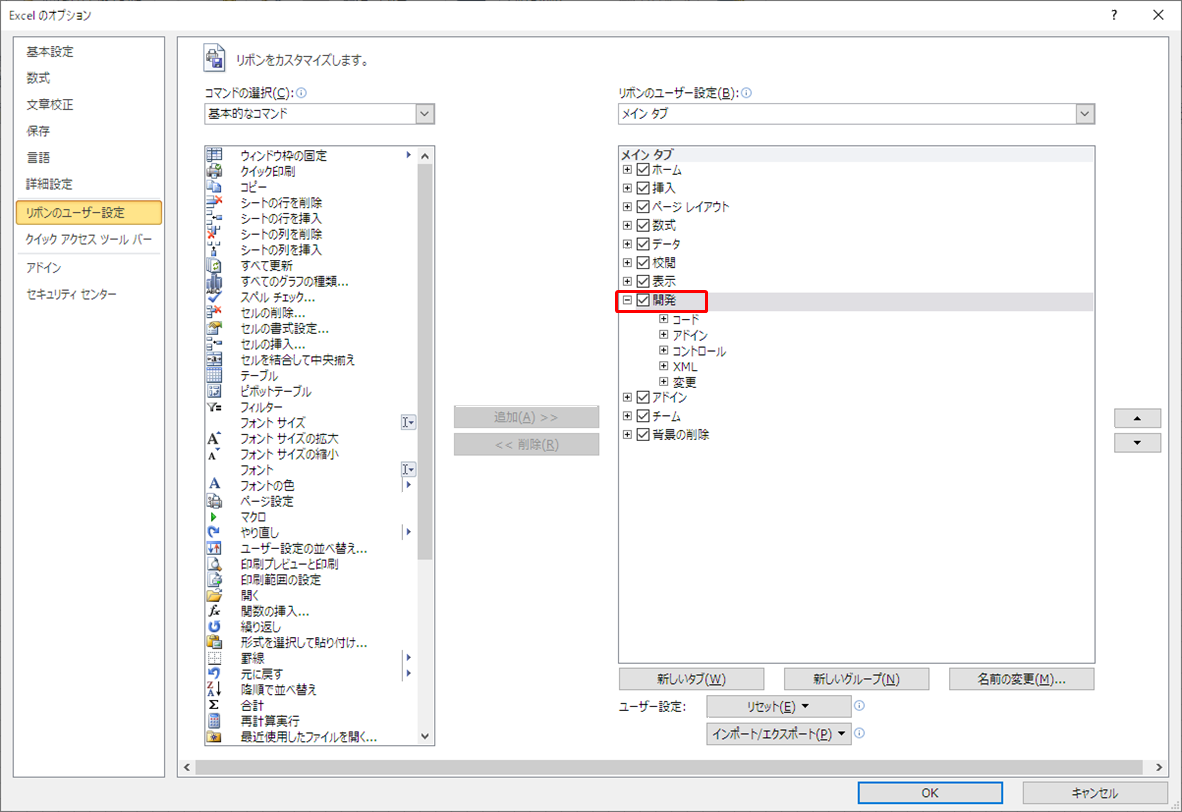 Excel のオプション
?
基本設定
数式
文章校正
保存
言語
詳細設定
リボンのユーザー設定
クイック アクセス ツール バー
アドイン
セキュリティ センター
リボンをカスタマイズします。
コマンドの選択(C):
基本的なコマンド
ウィンドウ枠の固定
クイック印刷
コピー
シートの行を削除
シートの行を挿入
シートの列を削除
シートの列を挿入
すべて更新
すべてのグラフの種類...
スペル チェック...
セルの削除...
セルの書式設定...
セルの挿入...
セルを結合して中央揃え
テーブル
ピボットテーブル
フィルター
フォント サイズ
フォント サイズの拡大
フォント サイズの縮小
フォント
フォントの色
ページ設定
マクロ
やり直し
ユーザー設定の並べ替え...
印刷プレビューと印刷
印刷範囲の設定
開く
関数の挿入...
繰り返し
形式を選択して貼り付け...
罫線
元に戻す
降順で並べ替え
合計
再計算実行
最近使用したファイルを開く...
追加(A) >>
<< 削除(R)
リボンのユーザー設定(B):
メイン タブ
メイン タブ
ホーム
挿入
ページ レイアウト
数式
データ
校閲
表示
開発
コード
アドイン
コントロール
XML
変更
アドイン
チーム
背景の削除
新しいタブ(W)
新しいグループ(N)
名前の変更(M)...
ユーザー設定:
リセット(E)
インポート/エクスポート(P)
OK
キャンセル